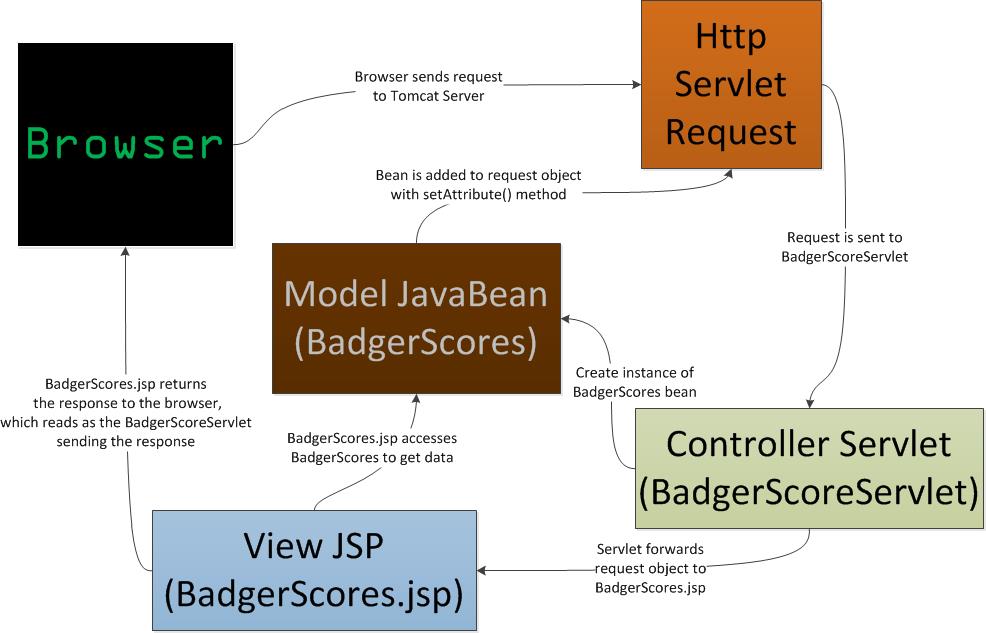 Http
Servlet
Request
Browser sends request
to Tomcat Server
Browser
Bean is added to request object
with setAttribute() method
Request is sent to
BadgerScoreServlet
Model JavaBean
(BadgerScores)
Create instance of
BadgerScores bean
BadgerScores.jsp returns
the response to the browser,
which reads as the BadgerScoreServlet
sending the response
BadgerScores.jsp accesses
BadgerScores to get data
Controller Servlet
(BadgerScoreServlet)
View JSP
(BadgerScores.jsp)
Servlet forwards
request object to
BadgerScores.jsp